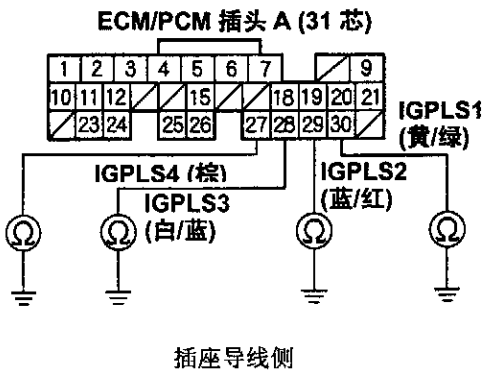 ECM/PCM 插头 A (31 芯)
1 2 3 4 5 6 7 9
10 11 12 15 18 19 20 21
23 24 25 26 27 28 29 30
IGPLS1
(黄/绿)
IGPLS4 (棕)
IGPLS3
(白/蓝)
IGPLS2
(蓝/红)
Ω Ω Ω Ω
插座导线侧